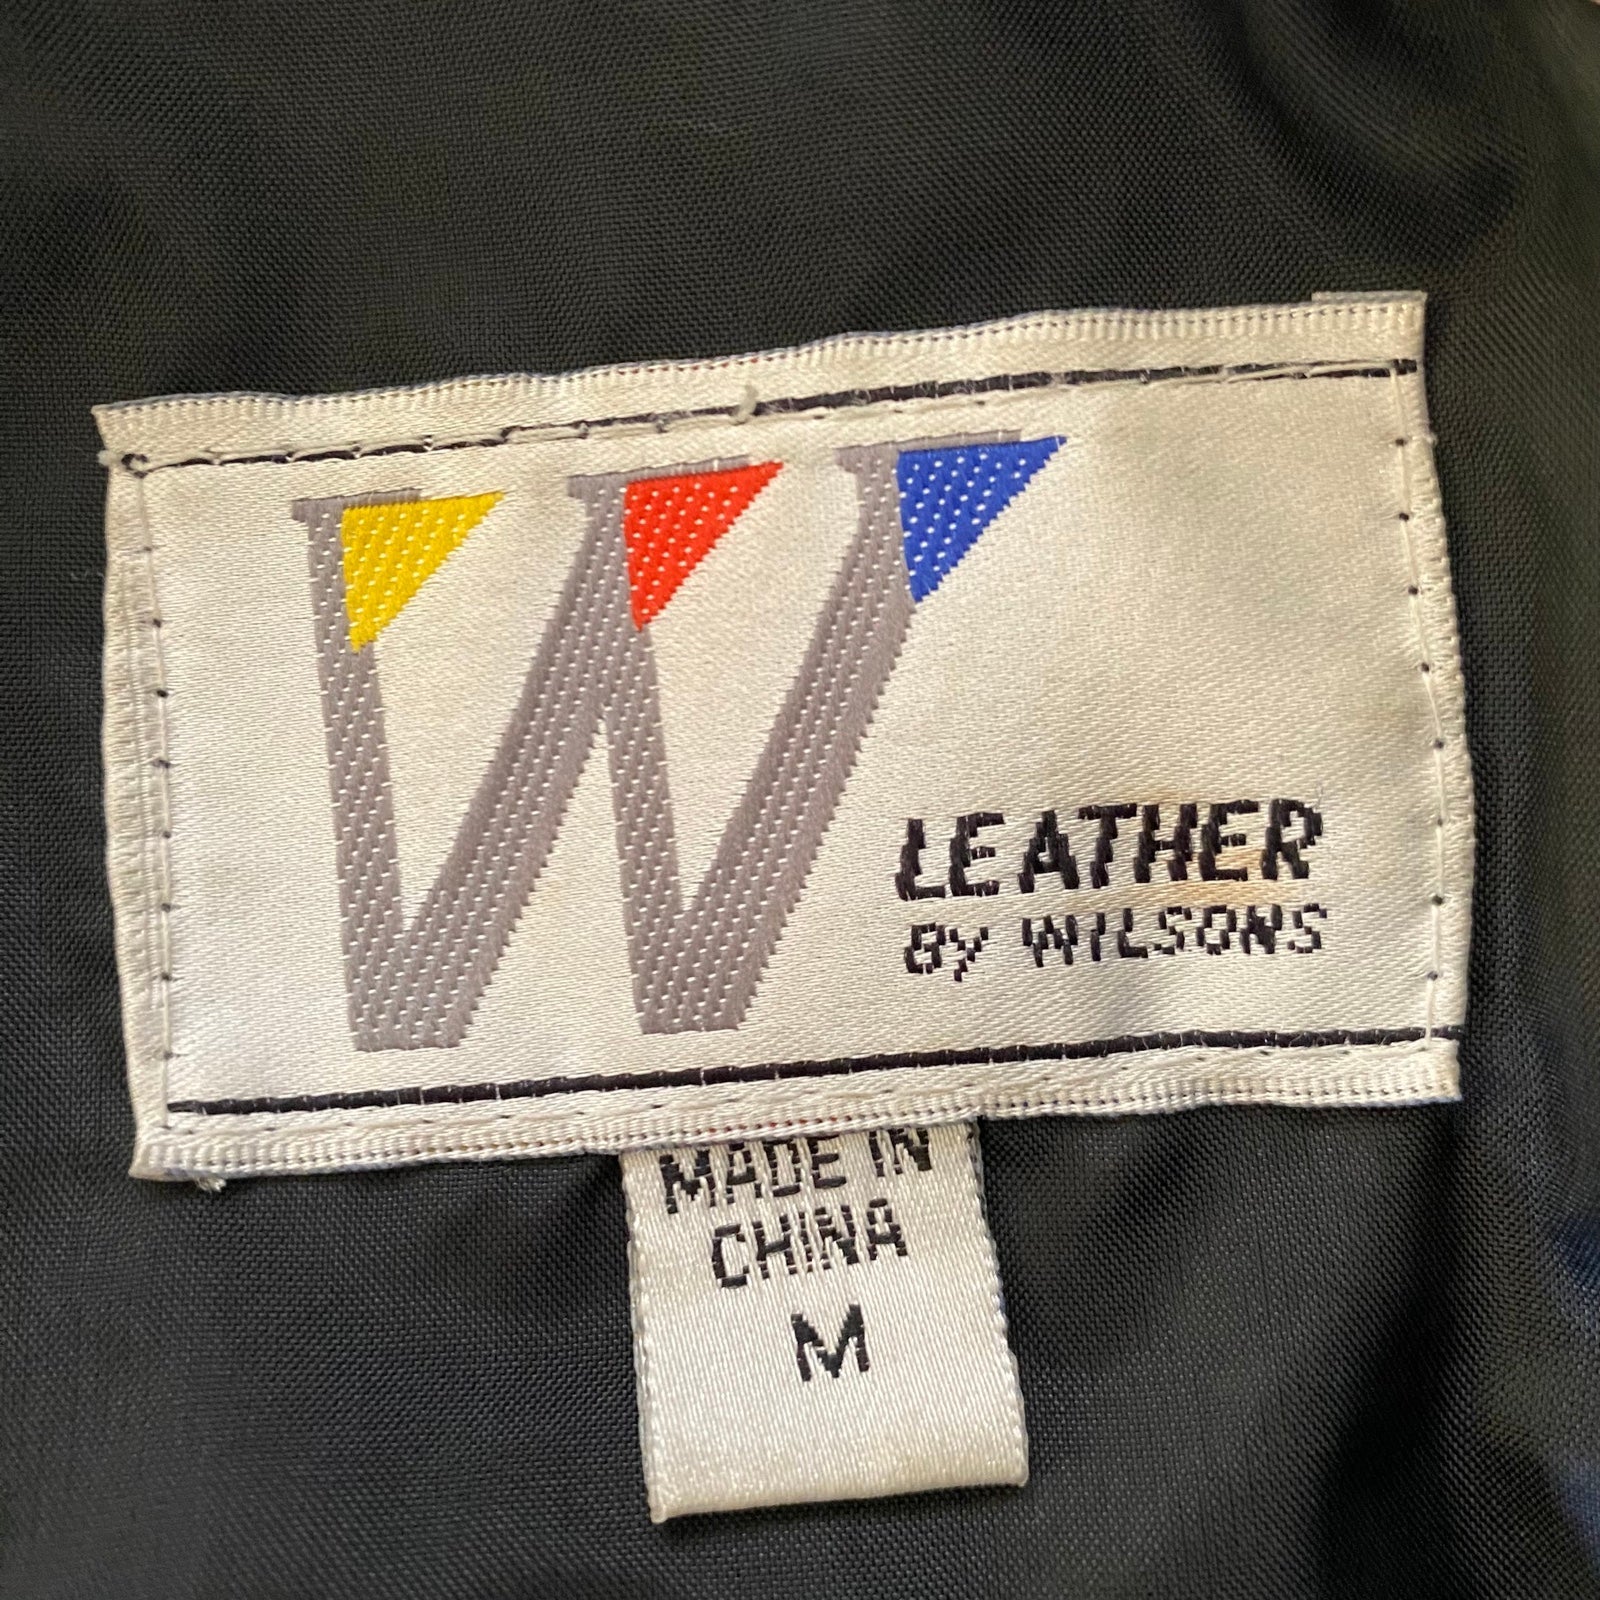 W
LEATHER
By WILSONS
MADE IN
CHINA
M